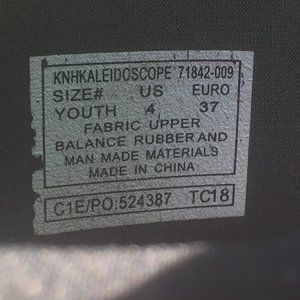 KNHKALEIDOSCOPE 71842-009
SIZE# US EURO
YOUTH 4 37
FABRIC UPPER
BALANCE RUBBER AND
MAN MADE MATERIALS
MADE IN CHINA
C1E/PO:524387 TC18